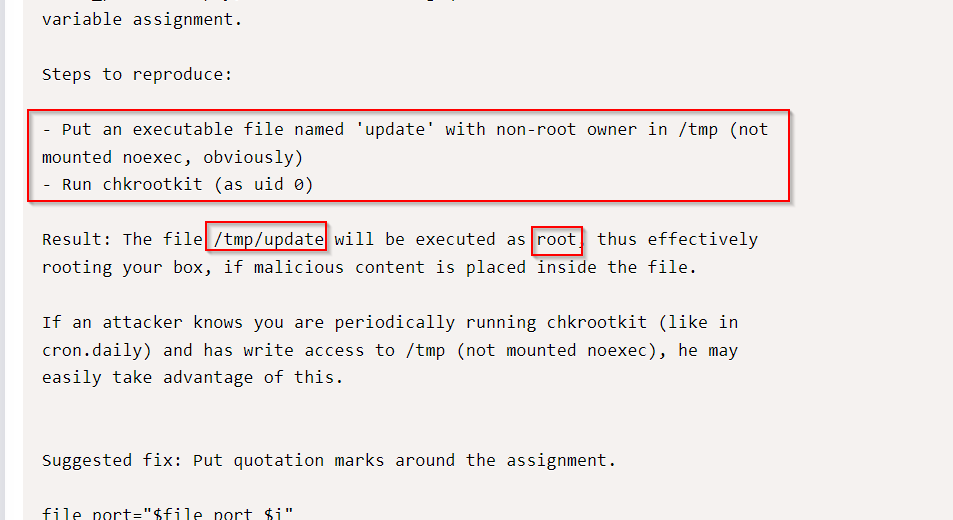 variable assignment.
Steps to reproduce:
- Put an executable file named 'update' with non-root owner in /tmp (not
mounted noexec, obviously)
- Run chkrootkit (as uid 0)
Result: The file /tmp/update will be executed as root, thus effectively
rooting your box, if malicious content is placed inside the file.
If an attacker knows you are periodically running chkrootkit (like in
cron.daily) and has write access to /tmp (not mounted noexec), he may
easily take advantage of this.
Suggested fix: Put quotation marks around the assignment.
file_port="$file_port $i"